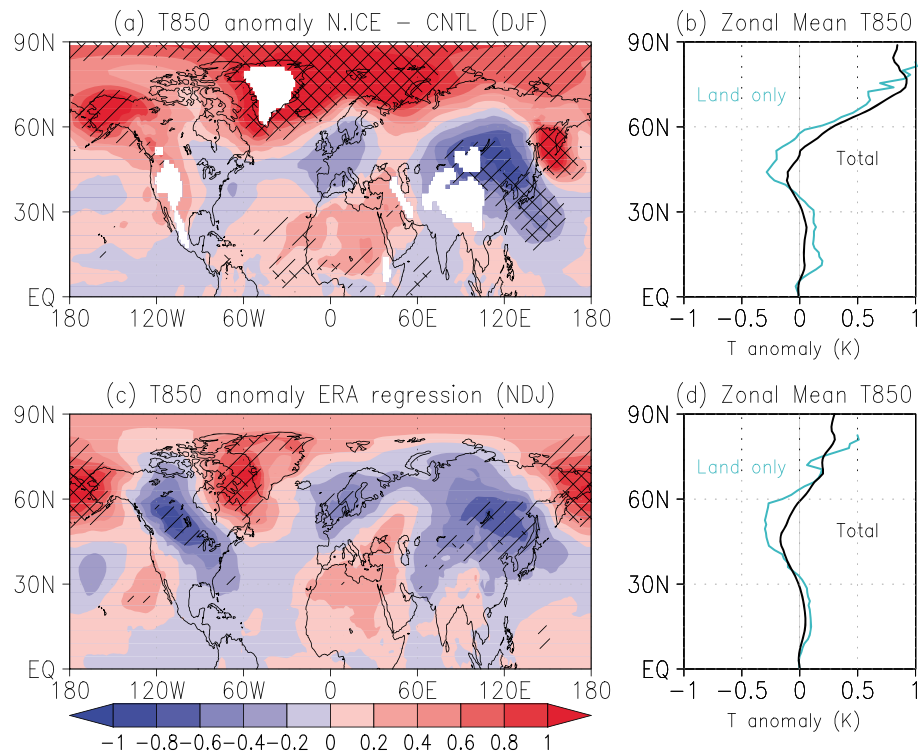 (a) T850 anomaly N.ICE – CNTL (DJF)
90N
60N
30N
EQ
180 120W 60W 0 60E 120E 180
(b) Zonal Mean T850
90N
Land only
60N
Total
30N
EQ
-1 -0.5 0 0.5 1
T anomaly (K)
(c) T850 anomaly ERA regression (NDJ)
90N
60N
30N
EQ
180 120W 60W 0 60E 120E 180
-1 -0.8 -0.6 -0.4 -0.2 0 0.2 0.4 0.6 0.8 1
(d) Zonal Mean T850
90N
Land only
60N
Total
30N
EQ
-1 -0.5 0 0.5 1
T anomaly (K)